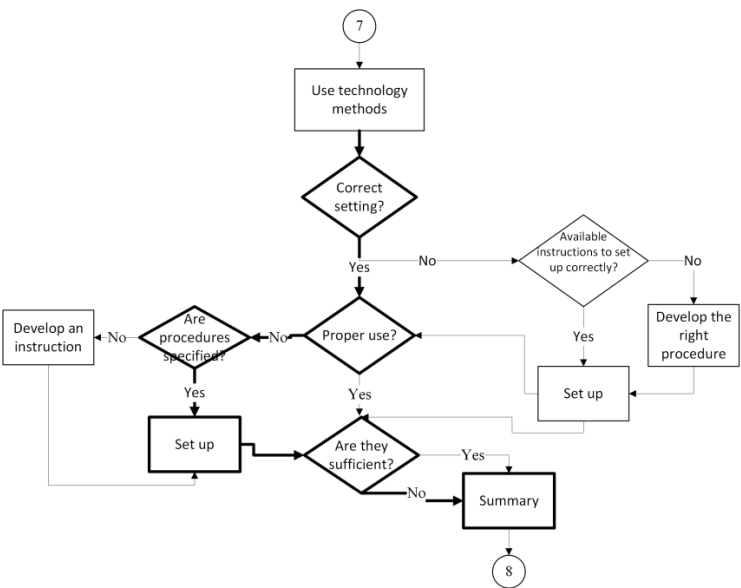 7
Use technology
methods
Correct
setting?
Available
instructions to set
up correctly?
No
No
Yes
Are
procedures
specified?
Develop an
instruction
No
No
Proper use?
Develop the
right
procedure
Yes
Yes
Yes
Set up
Set up
Are they
sufficient?
Yes
No
Summary
8